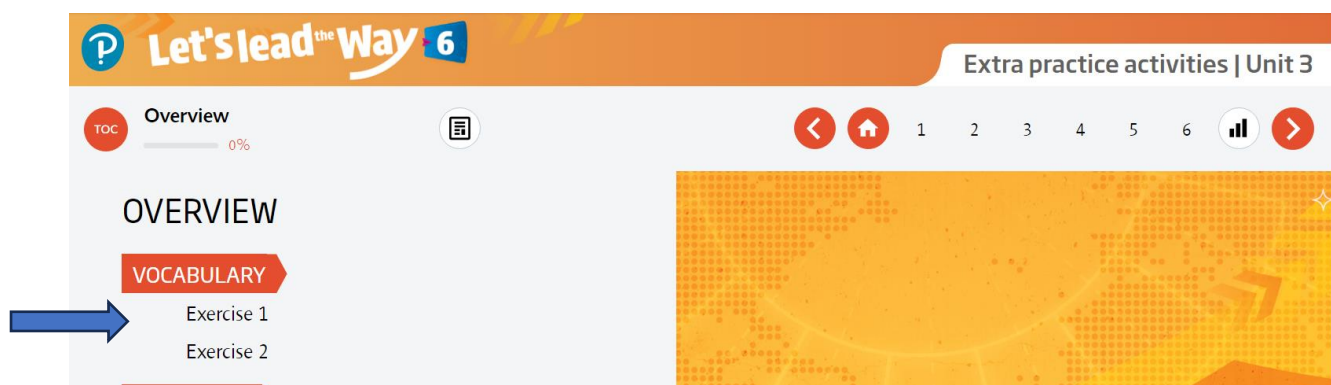 Let's lead the Way 6
Extra practice activities | Unit 3
TOC
Overview
0%
1 2 3 4 5 6
OVERVIEW
VOCABULARY
Exercise 1
Exercise 2